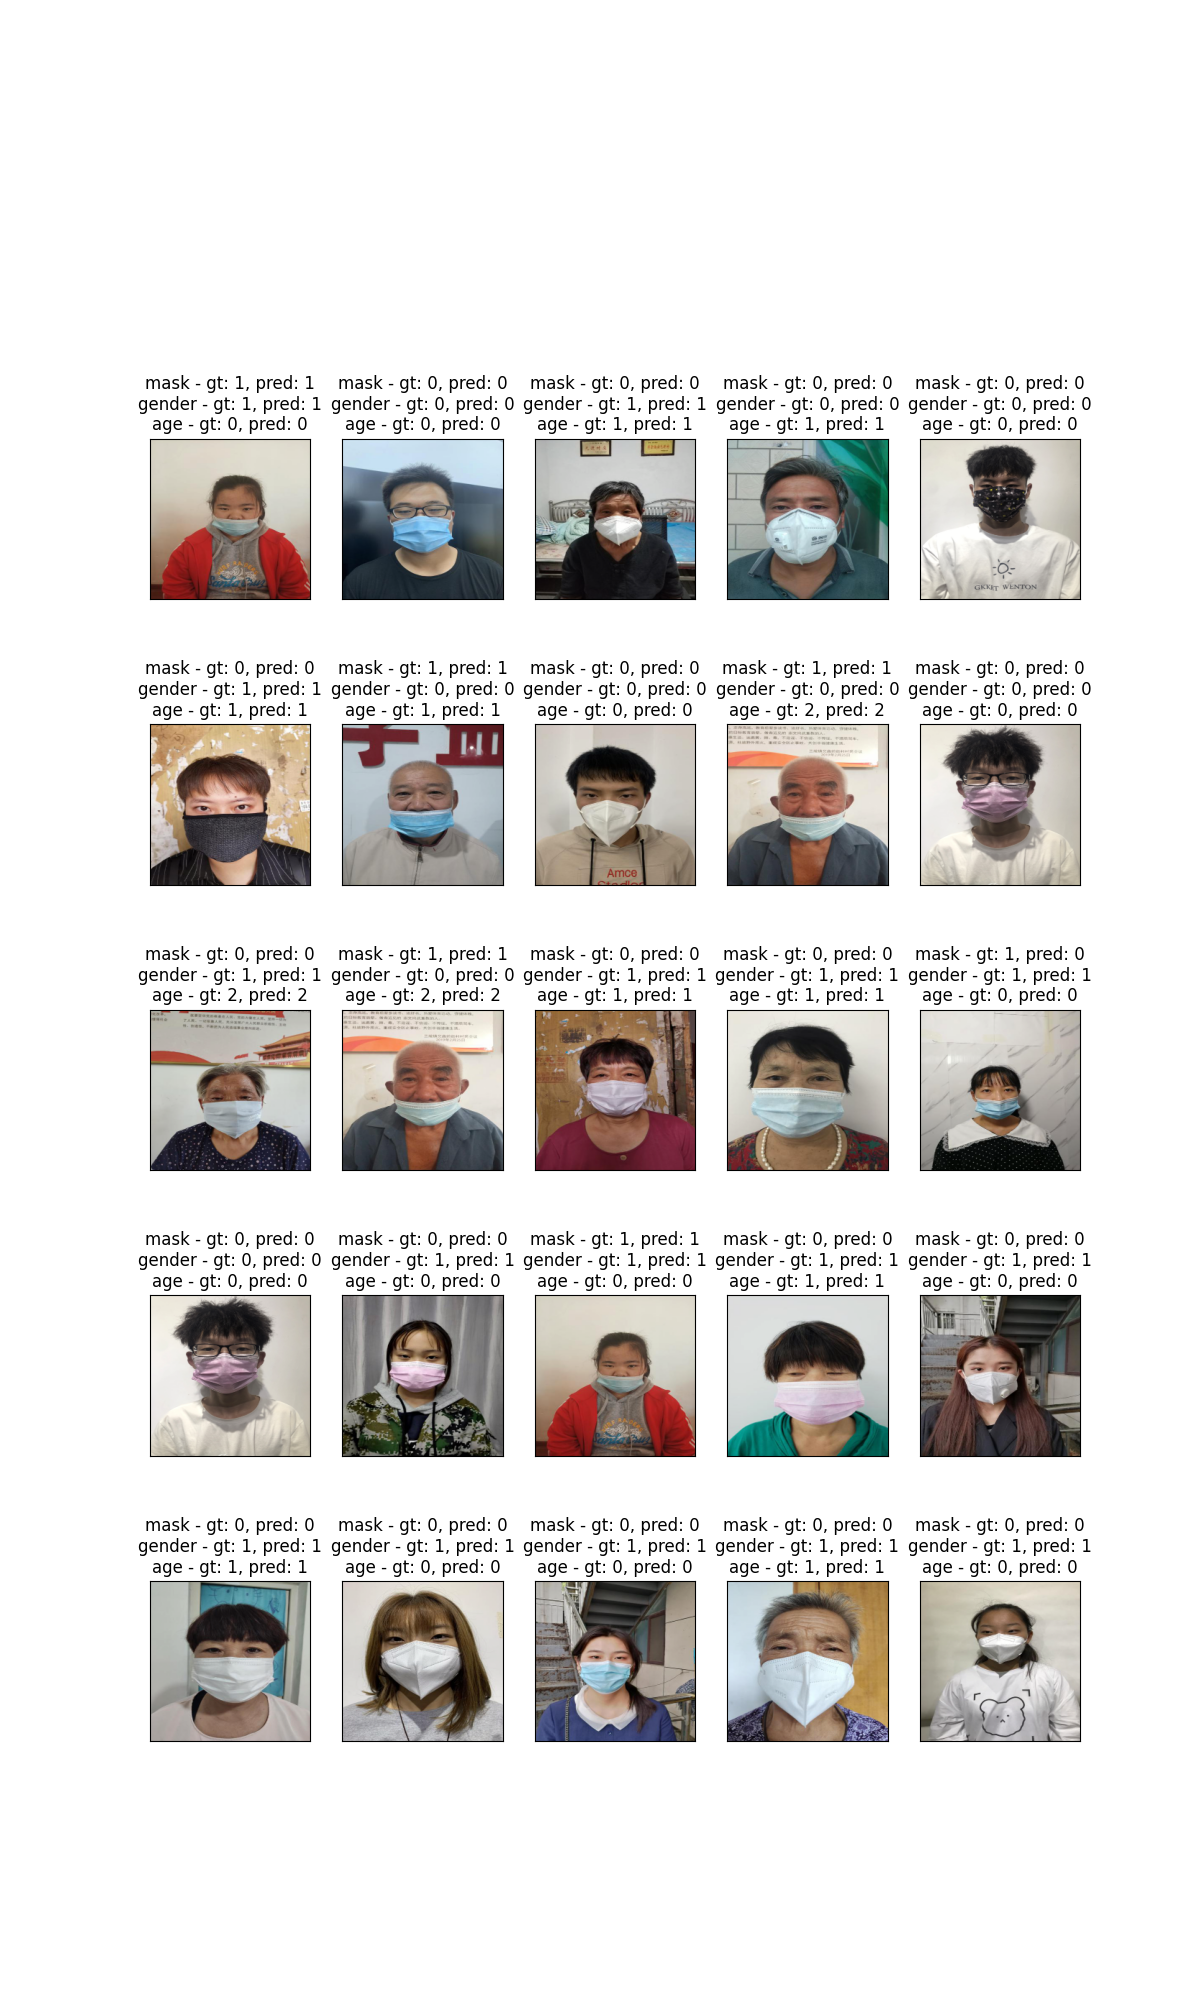 mask - gt: 1, pred: 1
gender - gt: 1, pred: 1
age - gt: 0, pred: 0
mask - gt: 0, pred: 0
gender - gt: 0, pred: 0
age - gt: 0, pred: 0
mask - gt: 0, pred: 0
gender - gt: 1, pred: 1
age - gt: 1, pred: 1
mask - gt: 0, pred: 0
gender - gt: 0, pred: 0
age - gt: 1, pred: 1
mask - gt: 0, pred: 0
gender - gt: 0, pred: 0
age - gt: 0, pred: 0
GKKET WENTON
mask - gt: 0, pred: 0
gender - gt: 1, pred: 1
age - gt: 1, pred: 1
mask - gt: 1, pred: 1
gender - gt: 0, pred: 0
age - gt: 1, pred: 1
mask - gt: 0, pred: 0
gender - gt: 0, pred: 0
age - gt: 0, pred: 0
Amce
mask - gt: 1, pred: 1
gender - gt: 0, pred: 0
age - gt: 2, pred: 2
mask - gt: 0, pred: 0
gender - gt: 0, pred: 0
age - gt: 0, pred: 0
mask - gt: 0, pred: 0
gender - gt: 1, pred: 1
age - gt: 2, pred: 2
mask - gt: 1, pred: 1
gender - gt: 0, pred: 0
age - gt: 2, pred: 2
mask - gt: 0, pred: 0
gender - gt: 1, pred: 1
age - gt: 1, pred: 1
mask - gt: 0, pred: 0
gender - gt: 1, pred: 1
age - gt: 1, pred: 1
mask - gt: 1, pred: 0
gender - gt: 1, pred: 1
age - gt: 0, pred: 0
mask - gt: 0, pred: 0
gender - gt: 0, pred: 0
age - gt: 0, pred: 0
mask - gt: 0, pred: 0
gender - gt: 1, pred: 1
age - gt: 0, pred: 0
mask - gt: 1, pred: 1
gender - gt: 1, pred: 1
age - gt: 0, pred: 0
mask - gt: 0, pred: 0
gender - gt: 1, pred: 1
age - gt: 1, pred: 1
mask - gt: 0, pred: 0
gender - gt: 1, pred: 1
age - gt: 0, pred: 0
mask - gt: 0, pred: 0
gender - gt: 1, pred: 1
age - gt: 1, pred: 1
mask - gt: 0, pred: 0
gender - gt: 1, pred: 1
age - gt: 0, pred: 0
mask - gt: 0, pred: 0
gender - gt: 1, pred: 1
age - gt: 0, pred: 0
mask - gt: 0, pred: 0
gender - gt: 1, pred: 1
age - gt: 1, pred: 1
mask - gt: 0, pred: 0
gender - gt: 1, pred: 1
age - gt: 0, pred: 0